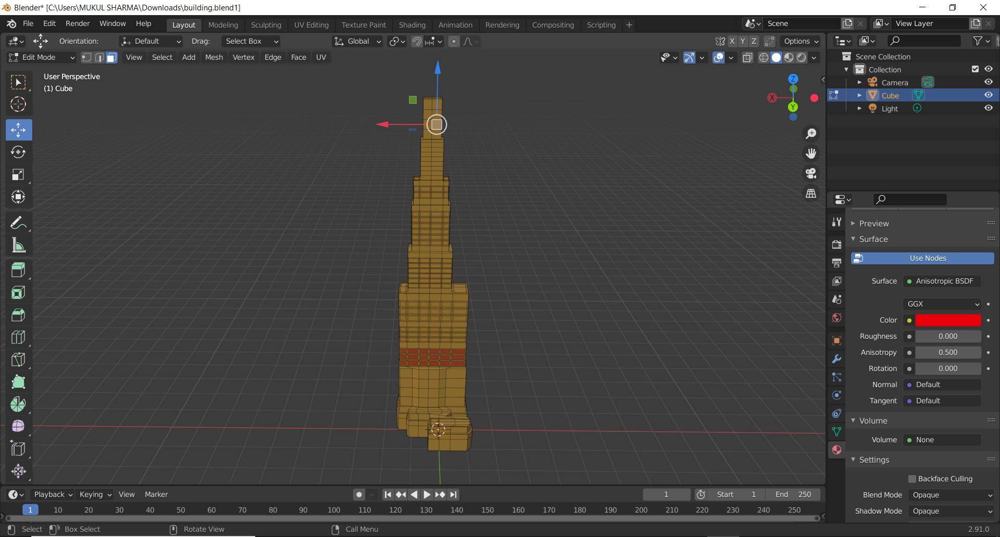 Blender* [C:\Users\MUKUL SHARMA\Downloads\building.blend1]
File Edit Render Window Help Layout Modeling Sculpting UV Editing Texture Paint Shading Animation Rendering Compositing Scripting + Scene View Layer
Orientation: Default Drag: Select Box Global X Y Z Options
Edit Mode View Select Add Mesh Vertex Edge Face UV
Scene Collection
Collection
Camera
Cube
Light
User Perspective
(1) Cube
Z
X
Y
Preview
Surface
Use Nodes
Surface Anisotropic BSDF
GGX
Color
Roughness 0.000
Anisotropy 0.500
Rotation 0.000
Normal Default
Tangent Default
Volume
Volume None
Settings
Backface Culling
Blend Mode Opaque
Shadow Mode Opaque
Playback Keying View Marker 1 Start 1 End 250
1 10 20 30 40 50 60 70 80 90 100 110 120 130 140 150 160 170 180 190 200 210 220 230 240 250
Select Box Select Rotate View Call Menu 2.91.0